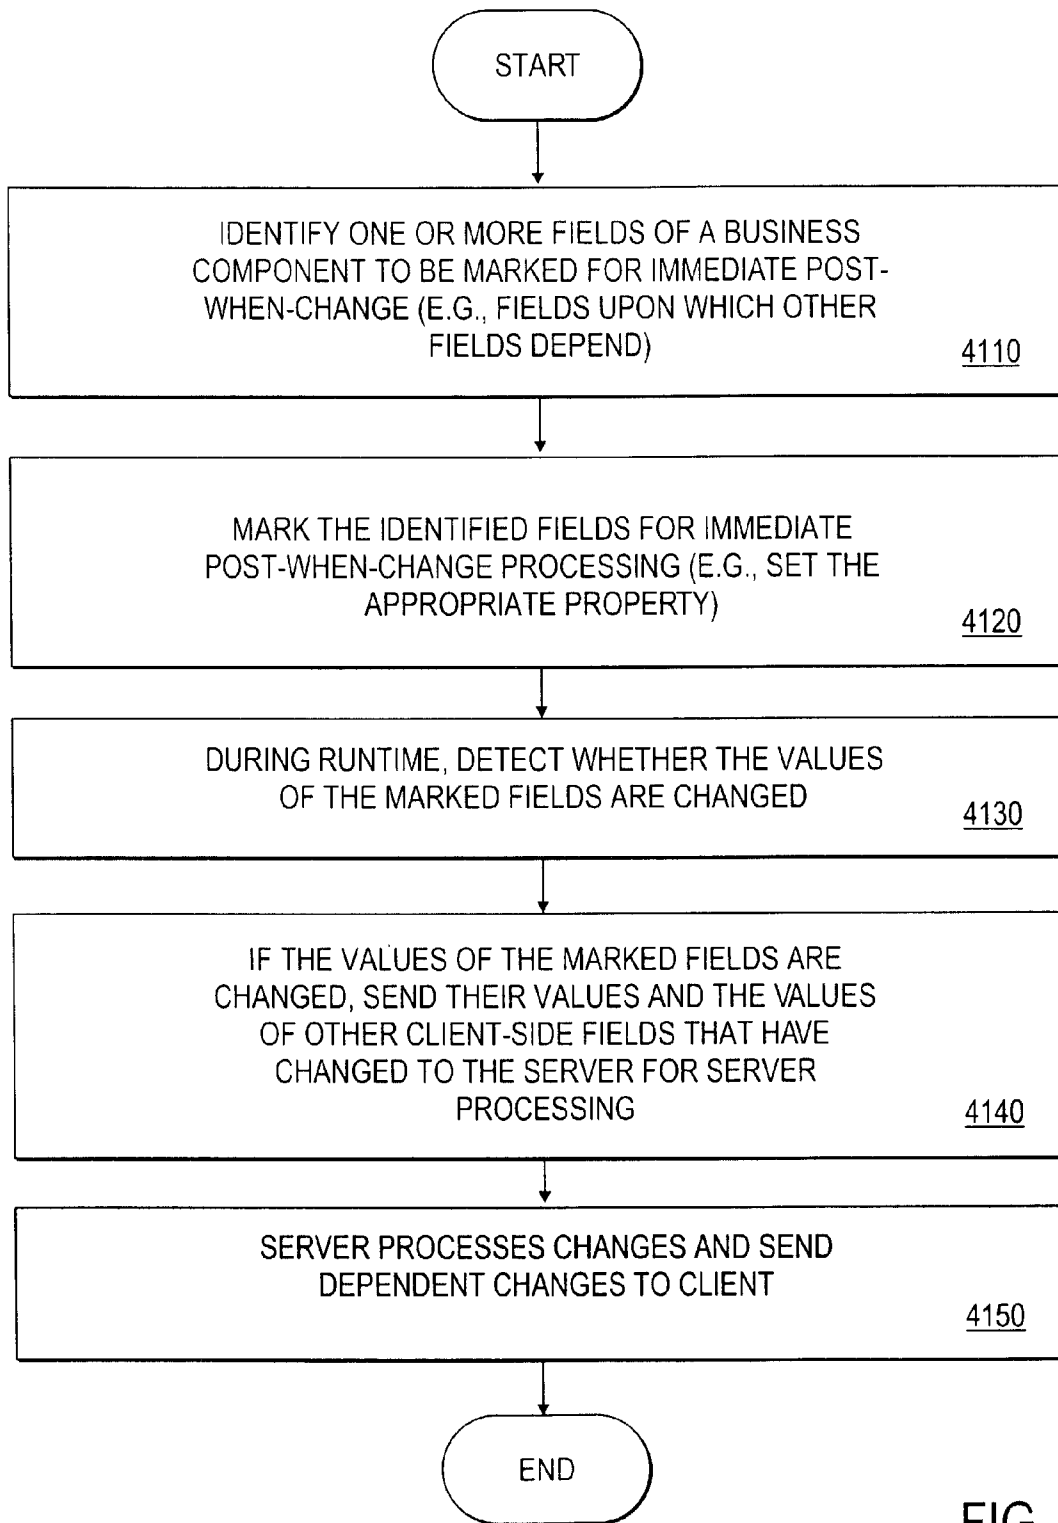 START
IDENTIFY ONE OR MORE FIELDS OF A BUSINESS
COMPONENT TO BE MARKED FOR IMMEDIATE POST-
WHEN-CHANGE (E.G., FIELDS UPON WHICH OTHER
FIELDS DEPEND)
4110
MARK THE IDENTIFIED FIELDS FOR IMMEDIATE
POST-WHEN-CHANGE PROCESSING (E.G., SET THE
APPROPRIATE PROPERTY)
4120
DURING RUNTIME, DETECT WHETHER THE VALUES
OF THE MARKED FIELDS ARE CHANGED
4130
IF THE VALUES OF THE MARKED FIELDS ARE
CHANGED, SEND THEIR VALUES AND THE VALUES
OF OTHER CLIENT-SIDE FIELDS THAT HAVE
CHANGED TO THE SERVER FOR SERVER
PROCESSING
4140
SERVER PROCESSES CHANGES AND SEND
DEPENDENT CHANGES TO CLIENT
4150
END
FIG